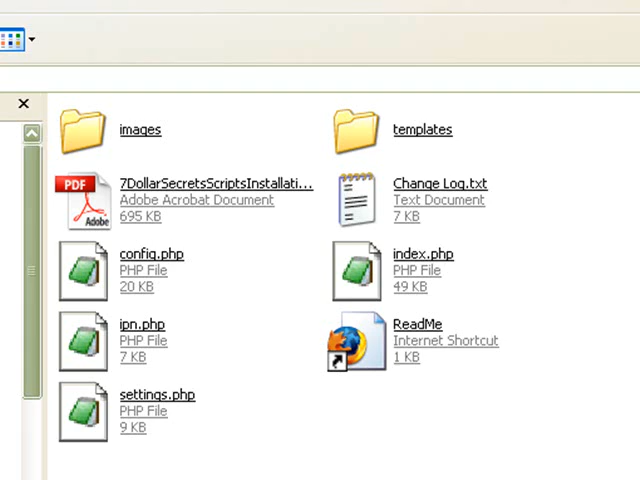 images
templates
7DollarSecretsScriptsInstallati...
Adobe Acrobat Document
695 KB
PDF
Adobe
Change Log.txt
Text Document
7 KB
config.php
PHP File
20 KB
index.php
PHP File
49 KB
ipn.php
PHP File
7 KB
ReadMe
Internet Shortcut
1 KB
settings.php
PHP File
9 KB